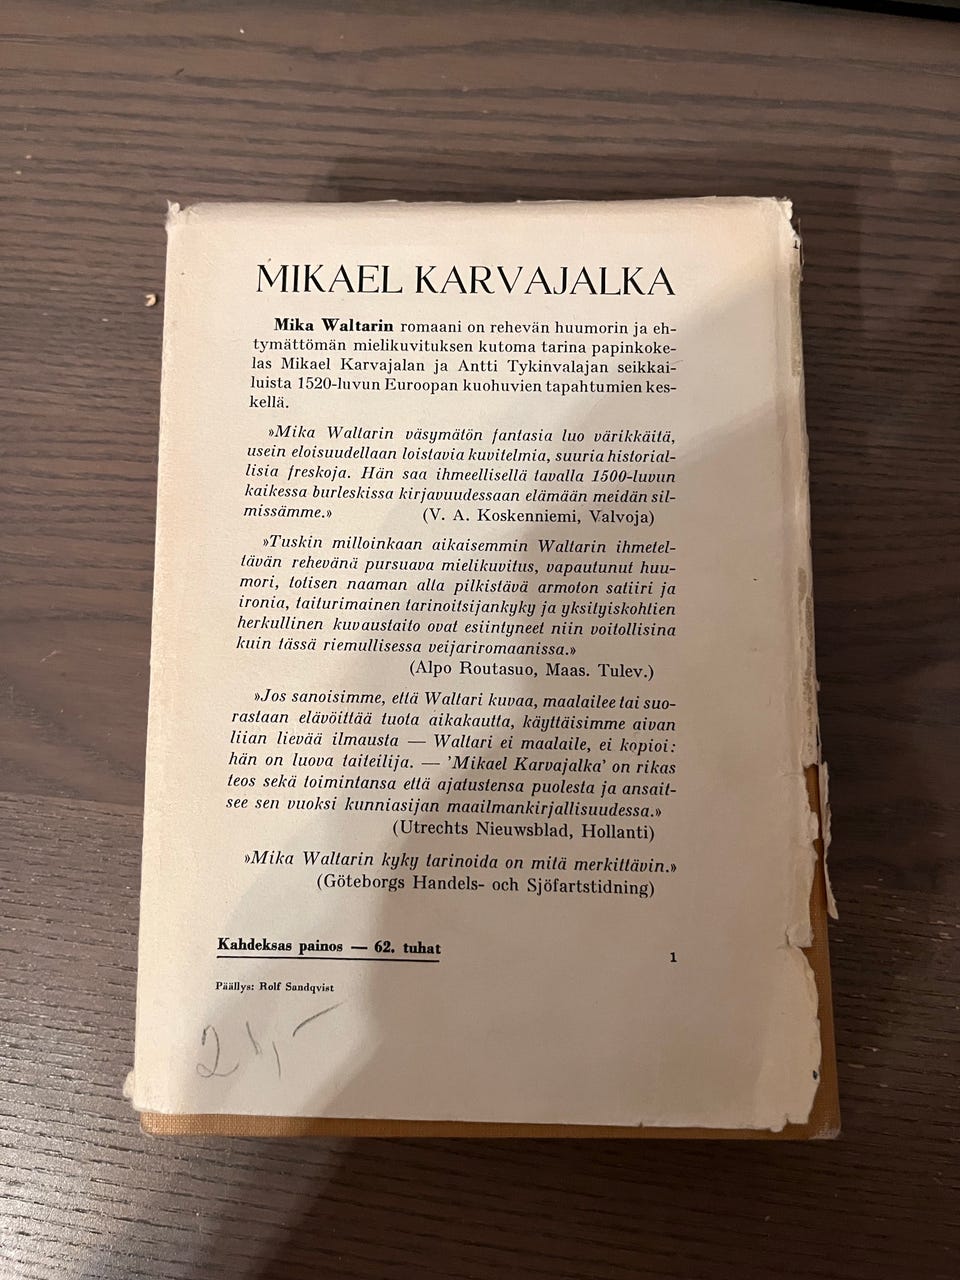 MIKAEL KARVAJALKA
Mika Waltarin romaani on rehevän huumorin ja eh-
tymättömän mielikuvituksen kutoma tarina papinkoke-
las Mikael Karvajalan ja Antti Tykinvalajan seikkai-
luista 1520-luvun Euroopan kuohuvien tapahtumien kes-
kellä.
»Mika Waltarin väsymätön fantasia luo värikkäitä,
usein eloisuudellaan loistavia kuvitelmia, suuria historial-
lisia freskoja. Hän saa ihmeellisellä tavalla 1500-luvun
kaikessa burleskissa kirjavuudessaan elämään meidän sil-
missämme.» (V. A. Koskenniemi, Valvoja)
»Tuskin milloinkaan aikaisemmin Waltarin ihmetel-
tävän rehevänä pursuava mielikuvitus, vapautunut huu-
mori, totisen naaman alta pilkistävä armoton satiiri ja
ironia, taiturimainen tarinoitsijankyky ja yksityiskohtien
herkullinen kuvaustaito ovat esiintyneet niin voitollisina
kuin tässä riemullisessa veijariromaanissa.»
(Alpo Routasuo, Maas. Tulev.)
»Jos sanoisimme, että Waltari kuvaa, maalailee tai suo-
rastaan elävöittää tuota aikakautta, käyttäisimme aivan
liian lievää ilmausta — Waltari ei maalaile, ei kopioi:
hän on luova taiteilija. — 'Mikael Karvajalka' on rikas
teos sekä toimintansa että ajatustensa puolesta ja ansait-
see sen vuoksi kunniasijan maailmankirjallisuudessa.»
(Utrechts Nieuwsblad, Hollanti)
»Mika Waltarin kyky tarinoida on mitä merkittävin.»
(Göteborgs Handels- och Sjöfartstidning)
Kahdeksas painos — 62. tuhat
1
Päällys: Rolf Sandqvist